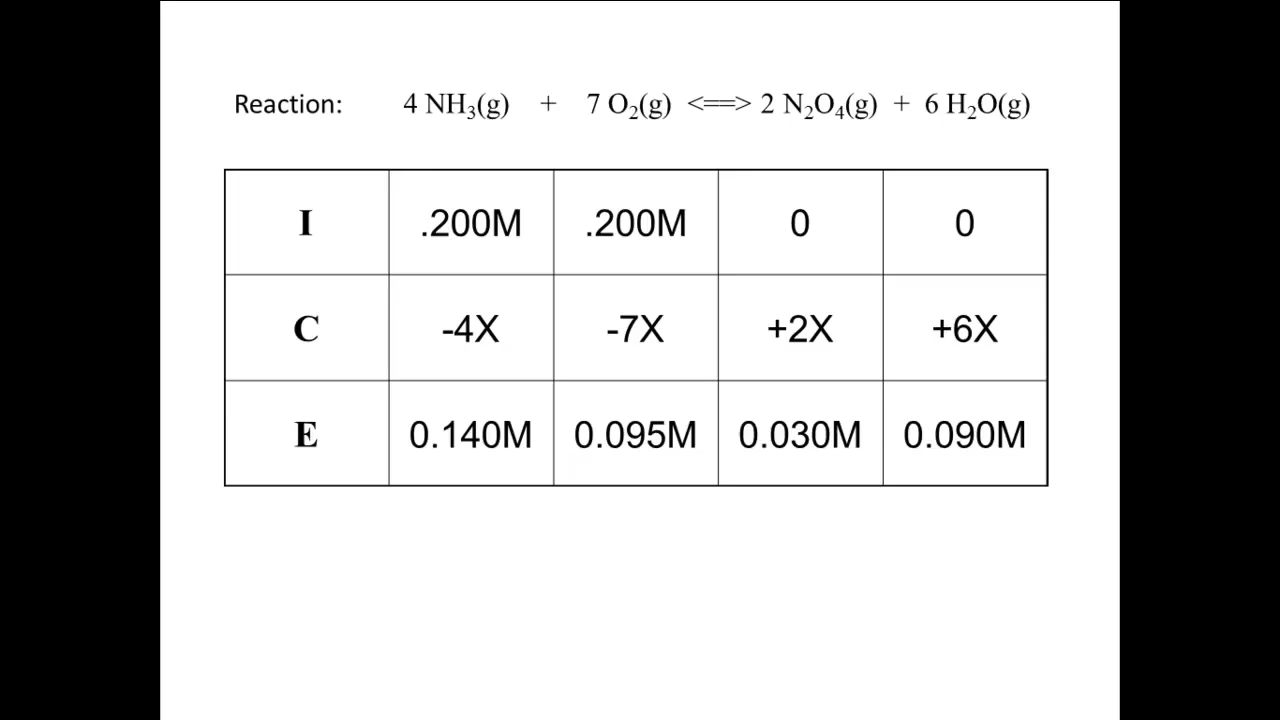 Reaction: 4 NH₃(g) + 7 O₂(g) <==> 2 N₂O₄(g) + 6 H₂O(g)
I .200M .200M 0 0
C -4X -7X +2X +6X
E 0.140M 0.095M 0.030M 0.090M